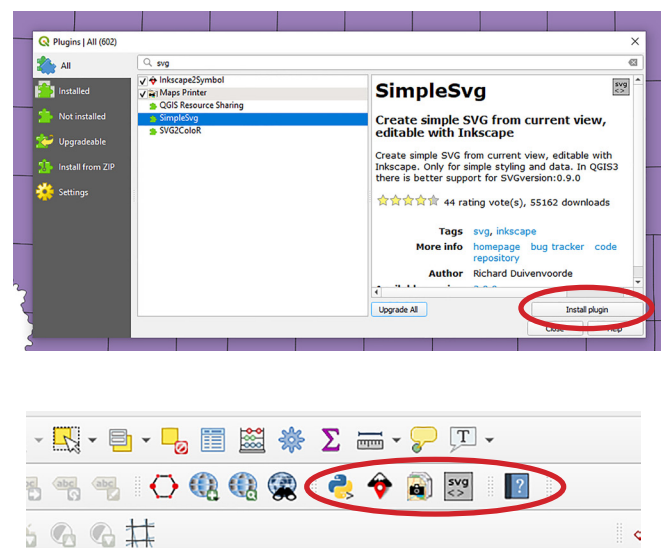 Plugins | All (602)
All
svg
Installed
Not installed
Upgradeable
Install from ZIP
Settings
Inkscape2Symbol
Maps Printer
QGIS Resource Sharing
SimpleSvg
SVG2ColoR
SimpleSvg
svg
<>
Create simple SVG from current view,
editable with Inkscape
Create simple SVG from current view, editable with
Inkscape. Only for simple styling and data. In QGIS3
there is better support for SVGversion:0.9.0
44 rating vote(s), 55162 downloads
Tags svg, inkscape
More info homepage bug tracker code
repository
Author Richard Duivenvoorde
Upgrade All
Install plugin
Close
Help
T
abc
abc
svg
<>
?